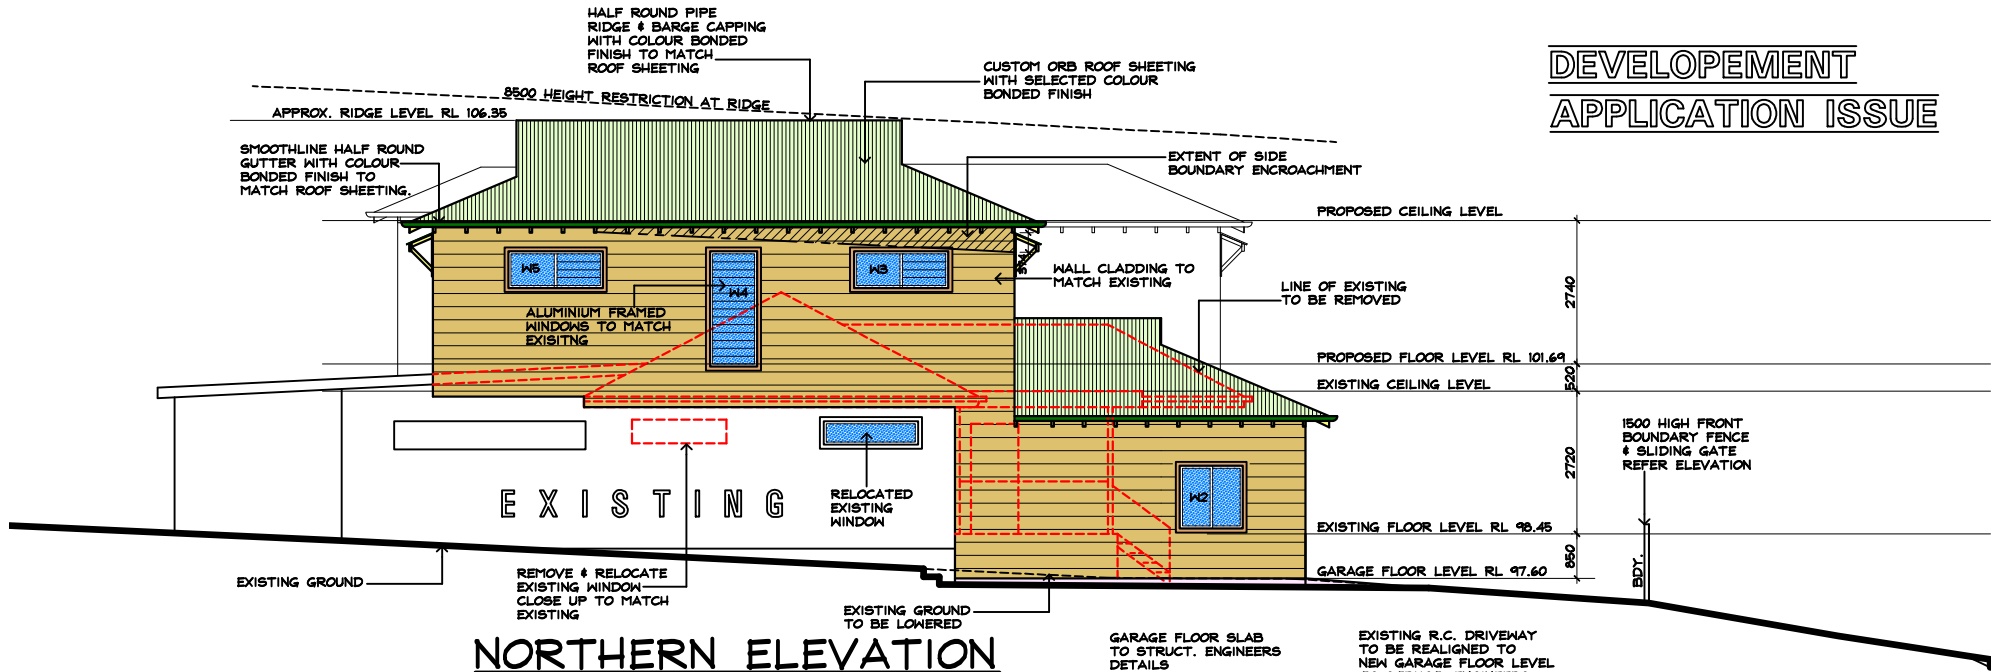 HALF ROUND PIPE
RIDGE & BARGE CAPPING
WITH COLOUR BONDED
FINISH TO MATCH
ROOF SHEETING
CUSTOM ORB ROOF SHEETING
WITH SELECTED COLOUR
BONDED FINISH
DEVELOPEMENT
APPLICATION ISSUE
8500 HEIGHT RESTRICTION AT RIDGE
APPROX. RIDGE LEVEL RL 106.35
SMOOTHLINE HALF ROUND
GUTTER WITH COLOUR
BONDED FINISH TO
MATCH ROOF SHEETING.
EXTENT OF SIDE
BOUNDARY ENCROACHMENT
PROPOSED CEILING LEVEL
W5
W4
W3
WALL CLADDING TO
MATCH EXISTING
LINE OF EXISTING
TO BE REMOVED
2740
ALUMINIUM FRAMED
WINDOWS TO MATCH
EXISITNG
PROPOSED FLOOR LEVEL RL 101.69
520
EXISTING CEILING LEVEL
2720
1500 HIGH FRONT
BOUNDARY FENCE
& SLIDING GATE
REFER ELEVATION
EXISTING
RELOCATED
EXISTING
WINDOW
W2
EXISTING FLOOR LEVEL RL 98.45
850
GARAGE FLOOR LEVEL RL 97.60
BDY.
EXISTING GROUND
REMOVE & RELOCATE
EXISTING WINDOW
CLOSE UP TO MATCH
EXISTING
EXISTING GROUND
TO BE LOWERED
NORTHERN ELEVATION
GARAGE FLOOR SLAB
TO STRUCT. ENGINEERS
DETAILS
EXISTING R.C. DRIVEWAY
TO BE REALIGNED TO
NEW GARAGE FLOOR LEVEL